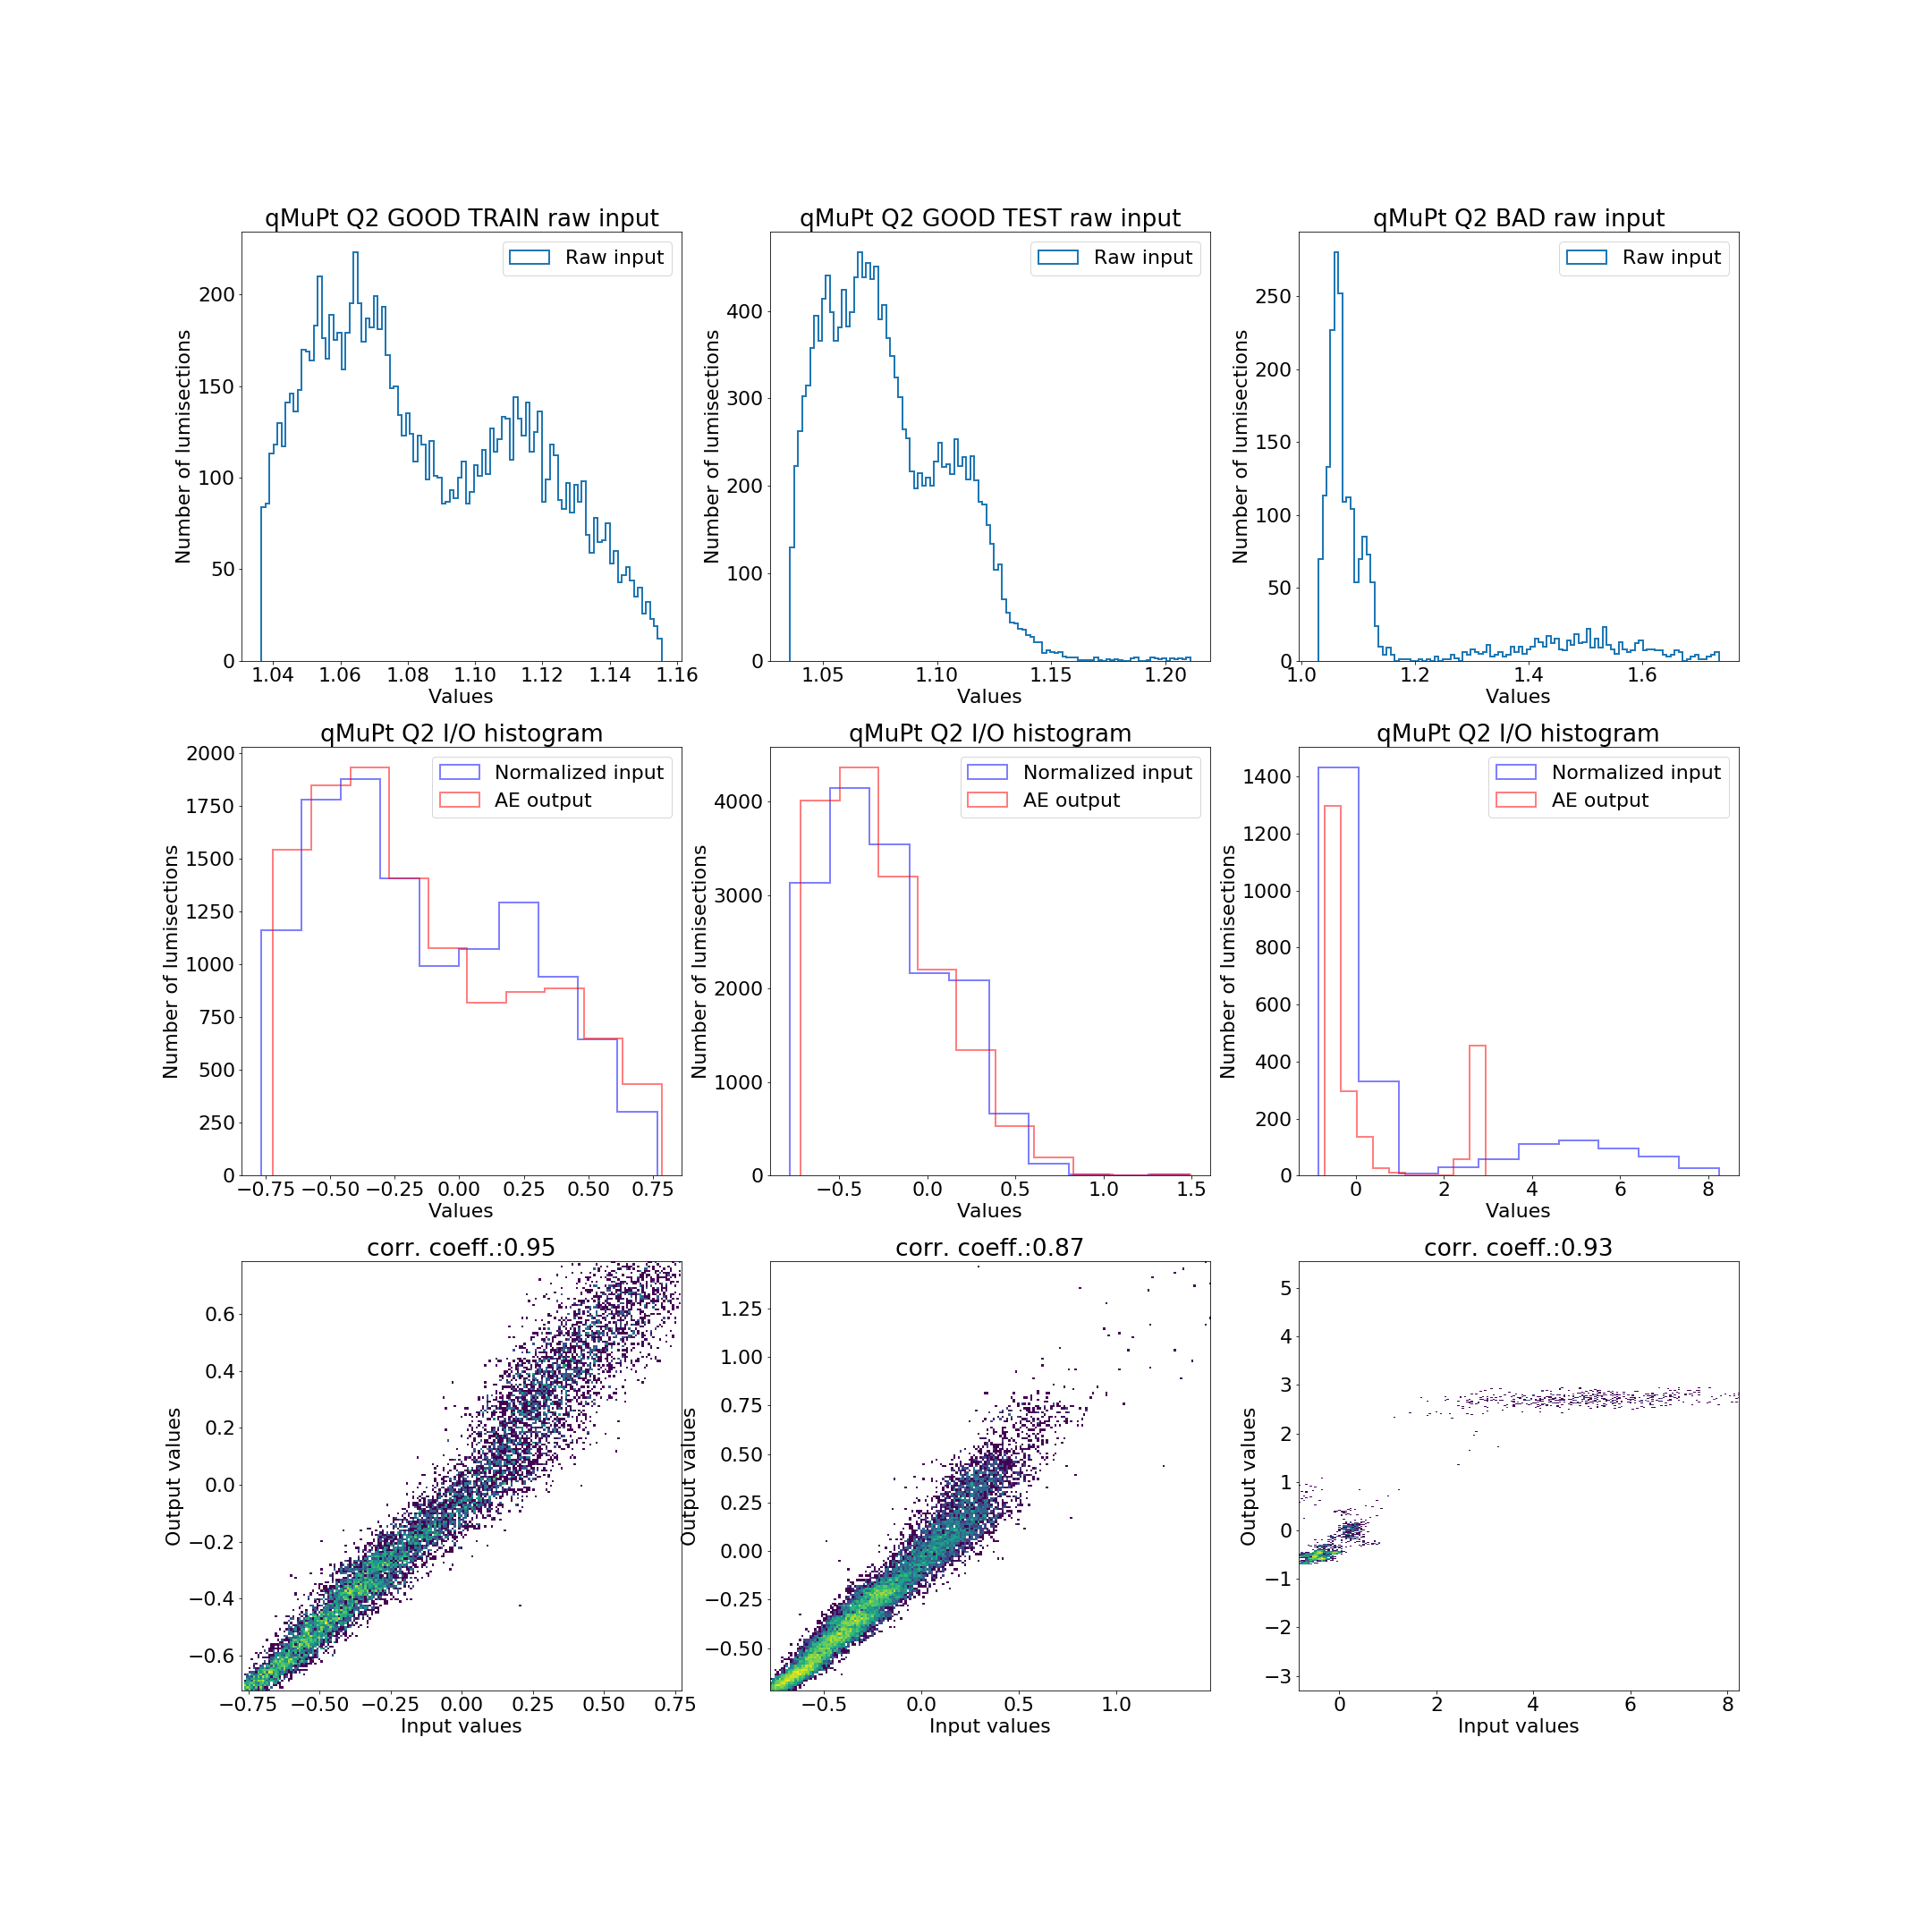 qMuPt Q2 GOOD TRAIN raw input
Raw input
Number of lumisections
0 50 100 150 200
1.04 1.06 1.08 1.10 1.12 1.14 1.16
Values
qMuPt Q2 GOOD TEST raw input
Raw input
Number of lumisections
0 100 200 300 400
1.05 1.10 1.15 1.20
Values
qMuPt Q2 BAD raw input
Raw input
Number of lumisections
0 50 100 150 200 250
1.0 1.2 1.4 1.6
Values
qMuPt Q2 I/O histogram
Normalized input
AE output
Number of lumisections
0 250 500 750 1000 1250 1500 1750 2000
−0.75 −0.50 −0.25 0.00 0.25 0.50 0.75
Values
qMuPt Q2 I/O histogram
Normalized input
AE output
Number of lumisections
0 1000 2000 3000 4000
−0.5 0.0 0.5 1.0 1.5
Values
qMuPt Q2 I/O histogram
Normalized input
AE output
Number of lumisections
0 200 400 600 800 1000 1200 1400
0 2 4 6 8
Values
corr. coeff.:0.95
Output values
−0.6 −0.4 −0.2 0.0 0.2 0.4 0.6
−0.75 −0.50 −0.25 0.00 0.25 0.50 0.75
Input values
corr. coeff.:0.87
Output values
−0.50 −0.25 0.00 0.25 0.50 0.75 1.00 1.25
−0.5 0.0 0.5 1.0
Input values
corr. coeff.:0.93
Output values
−3 −2 −1 0 1 2 3 4 5
0 2 4 6 8
Input values